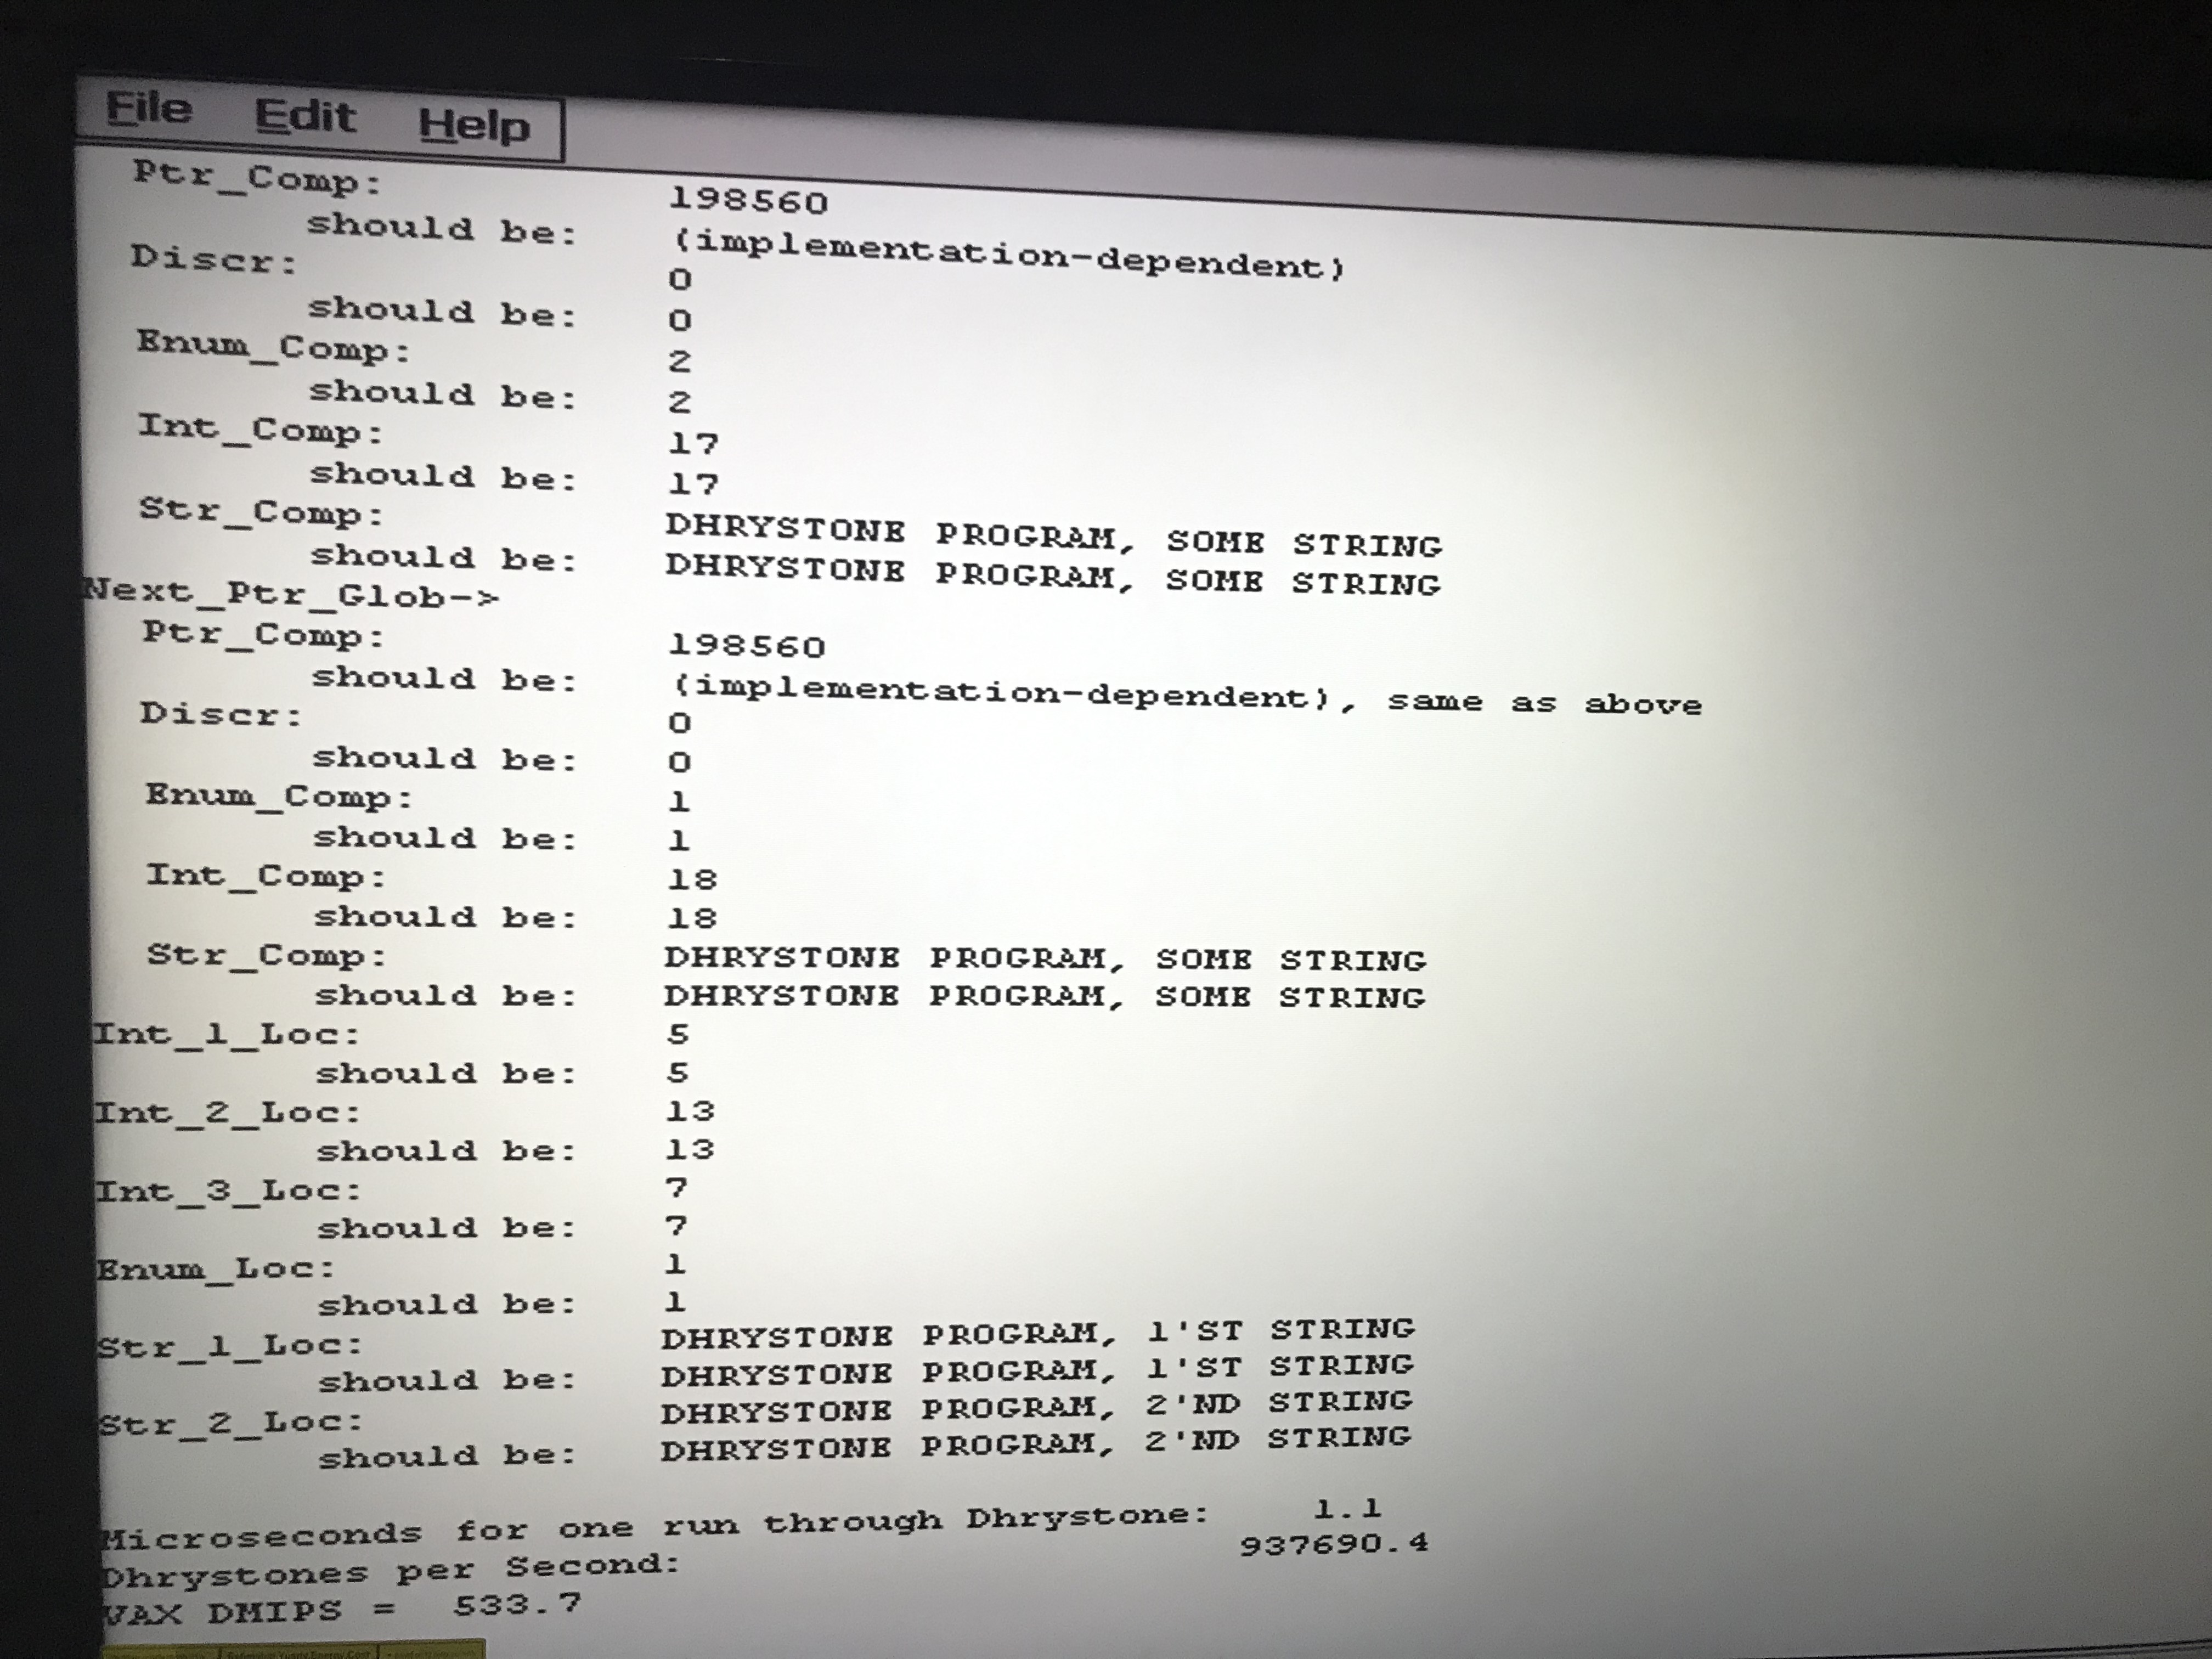 File Edit Help
Ptr_Comp: 198560
should be: (implementation-dependent)
Discr: 0
should be: 0
Enum_Comp: 2
should be: 2
Int_Comp: 17
should be: 17
Str_Comp: DHRYSTONE PROGRAM, SOME STRING
should be: DHRYSTONE PROGRAM, SOME STRING
Next_Ptr_Glob->
Ptr_Comp: 198560
should be: (implementation-dependent), same as above
Discr: 0
should be: 0
Enum_Comp: 1
should be: 1
Int_Comp: 18
should be: 18
Str_Comp: DHRYSTONE PROGRAM, SOME STRING
should be: DHRYSTONE PROGRAM, SOME STRING
Int_1_Loc: 5
should be: 5
Int_2_Loc: 13
should be: 13
Int_3_Loc: 7
should be: 7
Enum_Loc: 1
should be: 1
Str_1_Loc: DHRYSTONE PROGRAM, 1'ST STRING
should be: DHRYSTONE PROGRAM, 1'ST STRING
Str_2_Loc: DHRYSTONE PROGRAM, 2'ND STRING
should be: DHRYSTONE PROGRAM, 2'ND STRING
Microseconds for one run through Dhrystone: 1.1
Dhrystones per Second: 937690.4
VAX DMIPS = 533.7